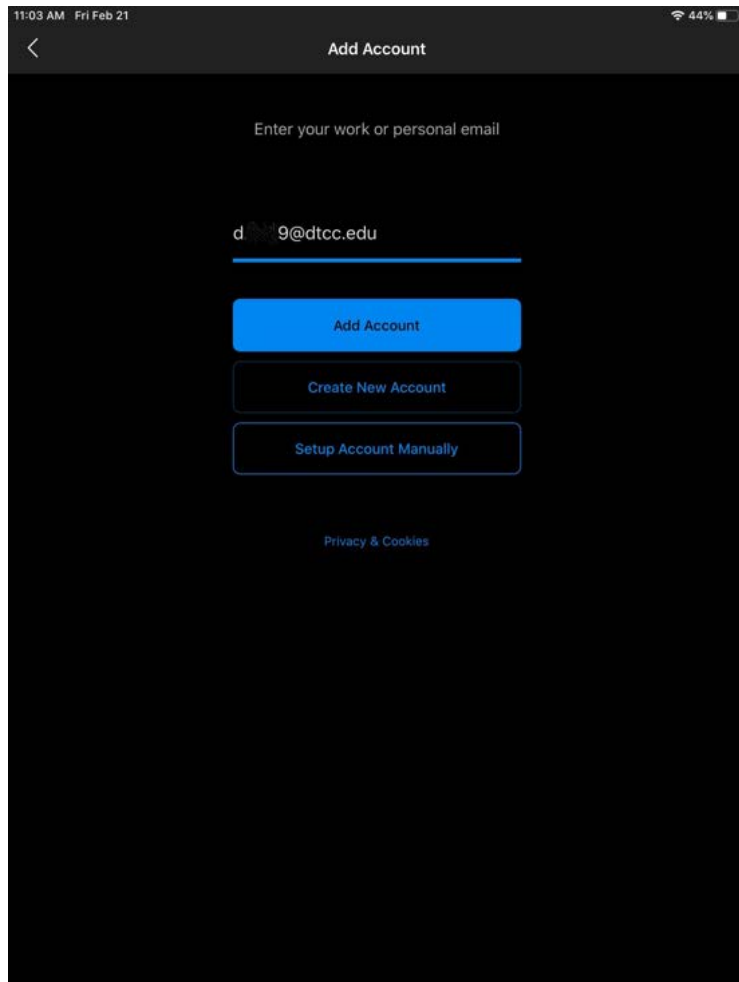 11:03 AM Fri Feb 21 44%
Add Account
Enter your work or personal email
d 9@dtcc.edu
Add Account
Create New Account
Setup Account Manually
Privacy & Cookies